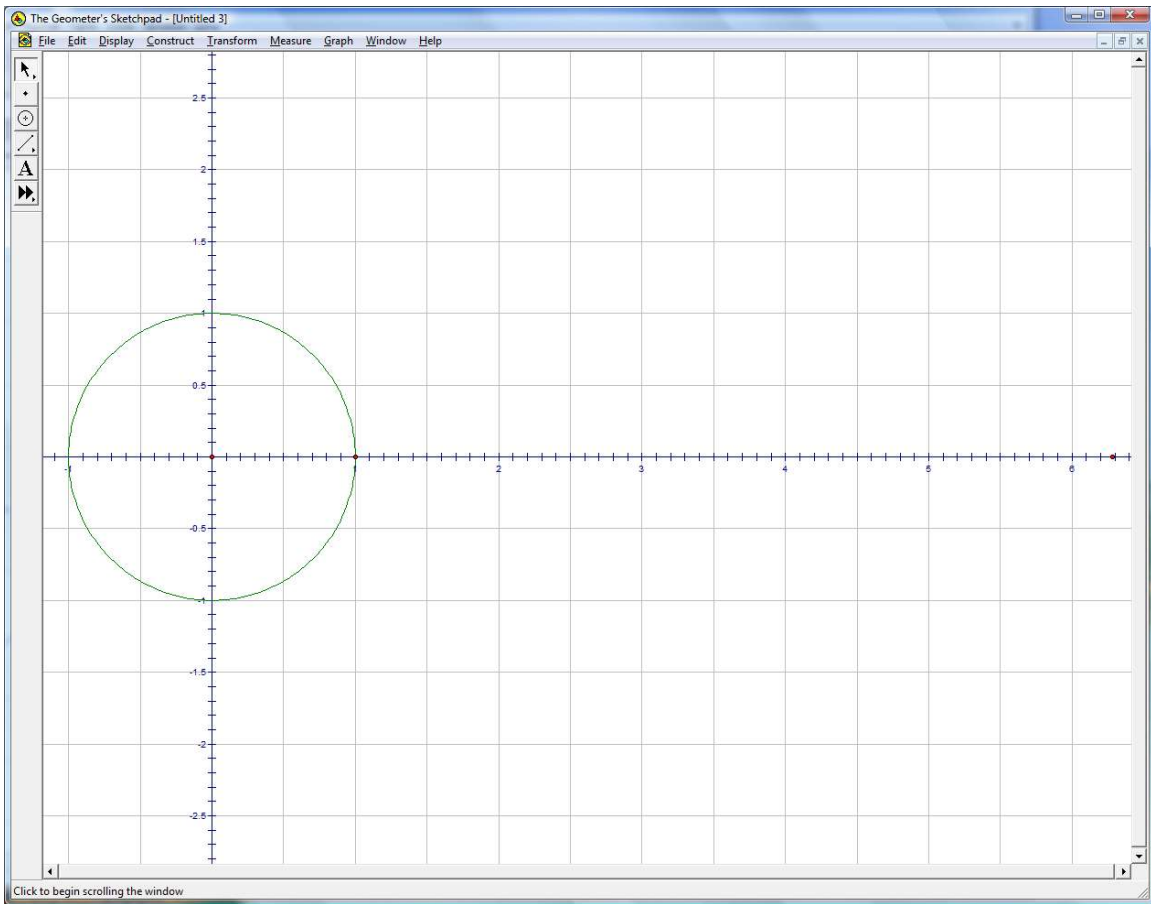 The Geometer's Sketchpad - [Untitled 3]
File Edit Display Construct Transform Measure Graph Window Help
A
2.5
2
1.5
1
0.5
-1 1 2 3 4 5 6
-0.5
-1
-1.5
-2
-2.5
Click to begin scrolling the window